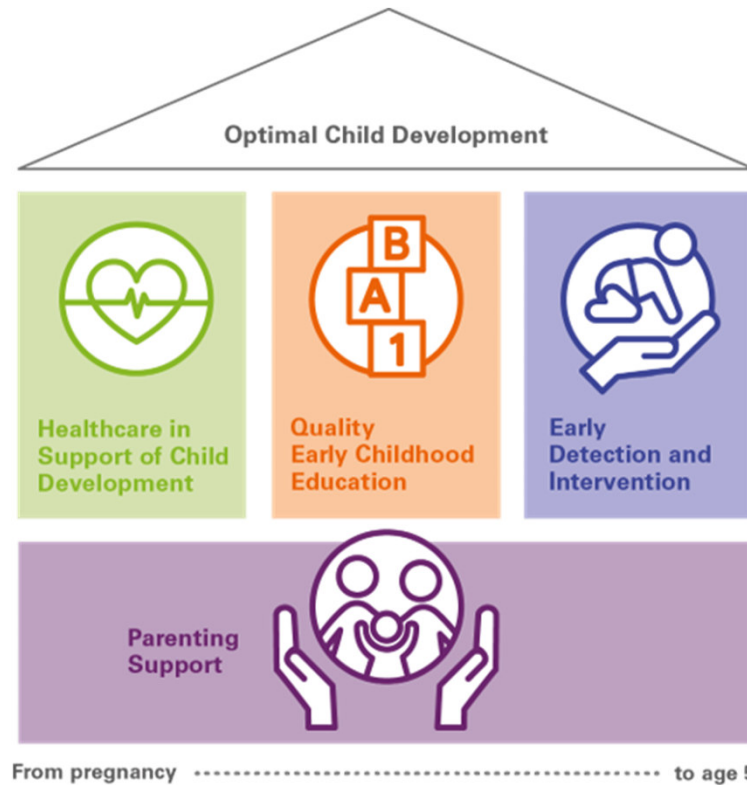 Optimal Child Development
B
A
1
Healthcare in
Support of Child
Development
Quality
Early Childhood
Education
Early
Detection and
Intervention
Parenting
Support
From pregnancy
to age